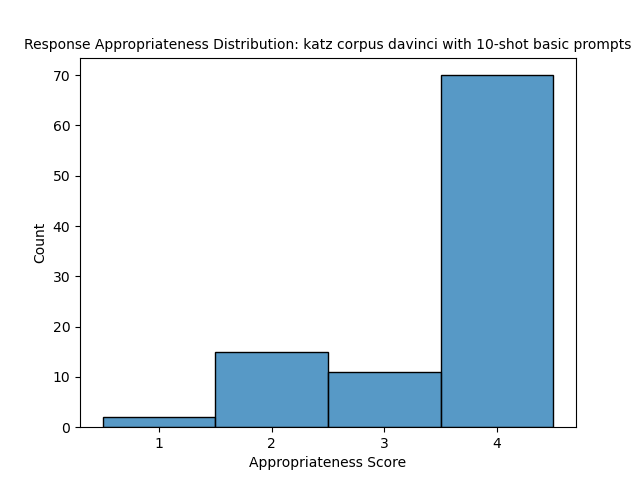 Response Appropriateness Distribution: katz corpus davinci with 10-shot basic prompts
70
60
50
40
30
20
10
0
Count
1 2 3 4
Appropriateness Score